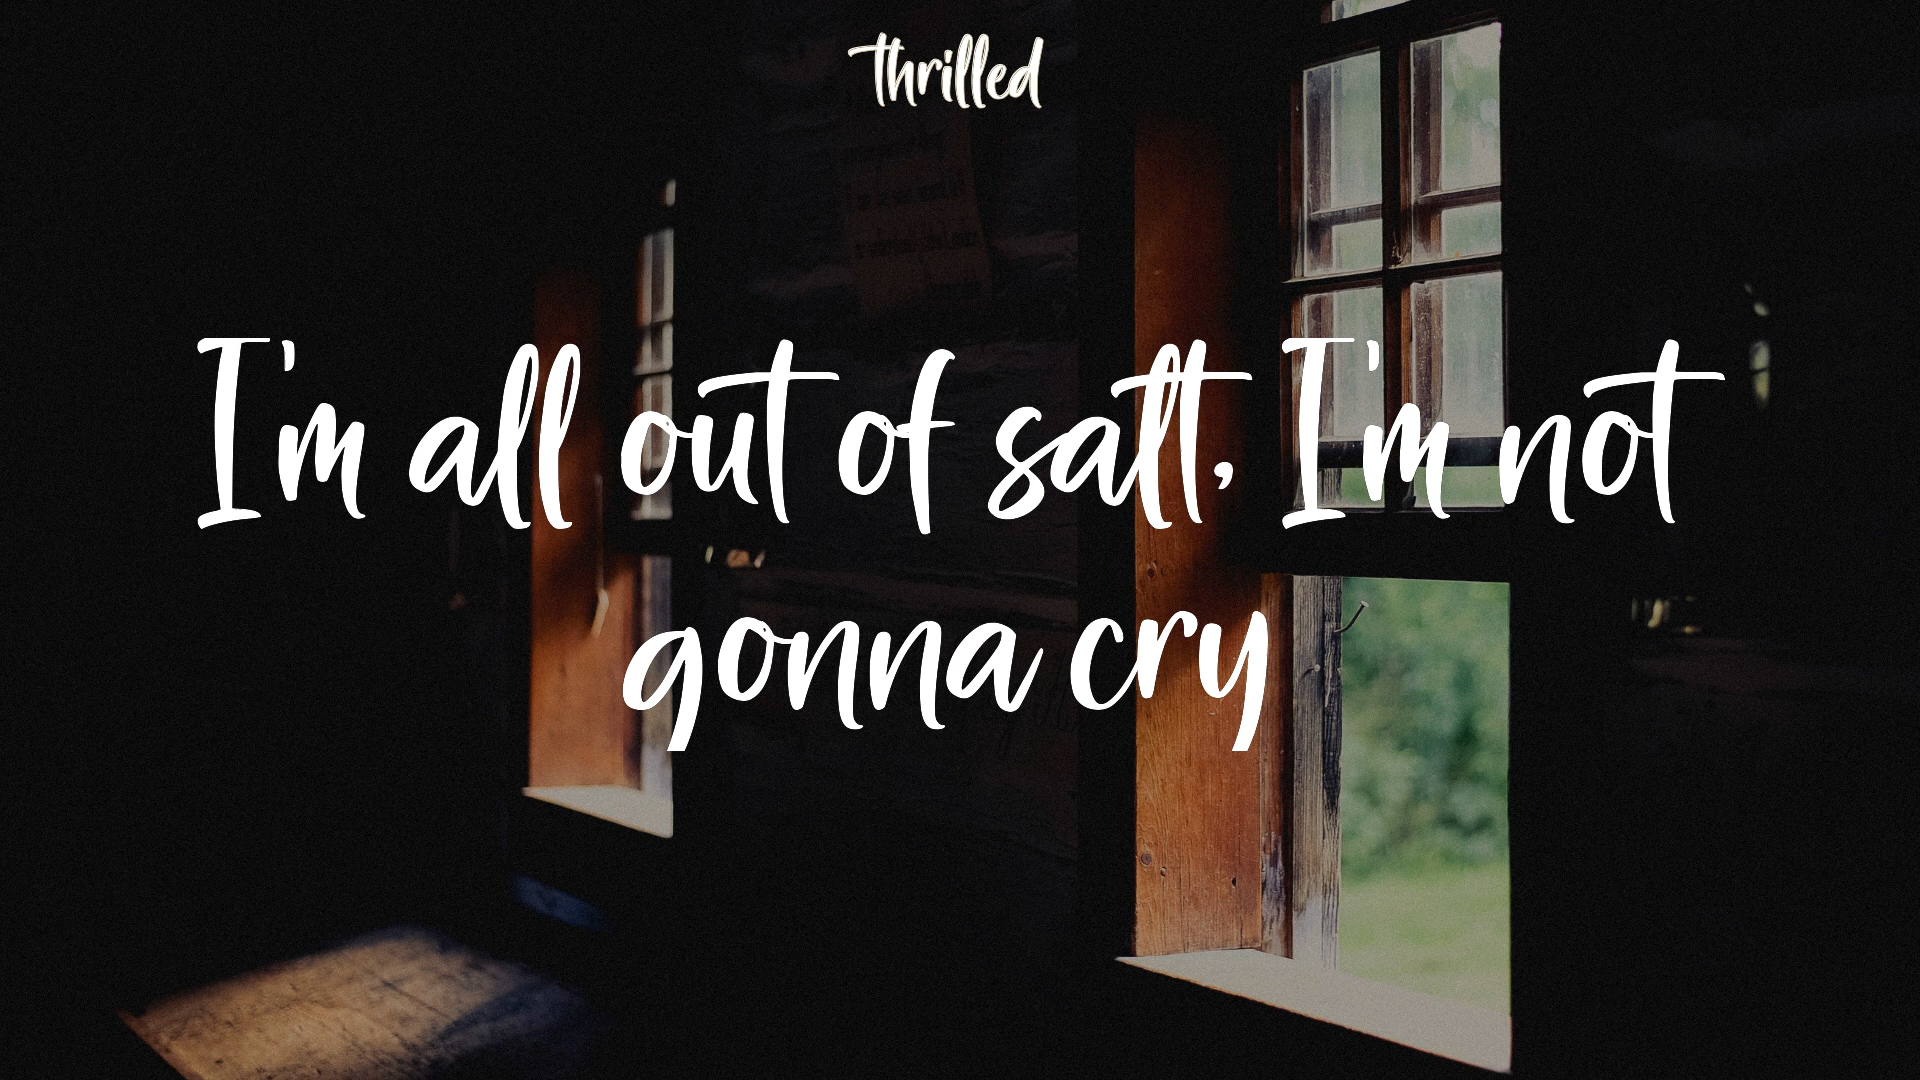 thrilled
I'm all out of salt, I'm not
gonna cry